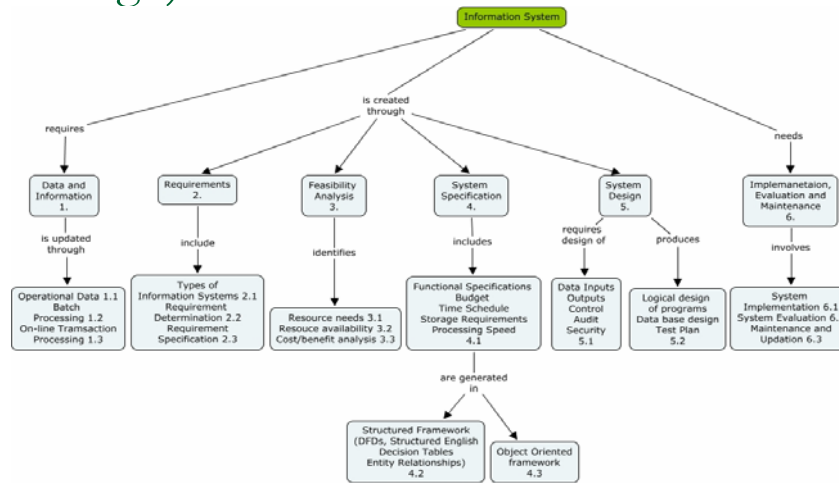 Information System
is created
through
requires
needs
Data and
Information
1.
Requirements
2.
Feasibility
Analysis
3.
System
Specification
4.
System
Design
5.
Implemanetaion,
Evaluation and
Maintenance
6.
is updated
through
include
identifies
includes
requires
design of
produces
involves
Operational Data 1.1
Batch
Processing 1.2
On-line Transaction
Processing 1.3
Types of
Information Systems 2.1
Requirement
Determination 2.2
Requirement
Specification 2.3
Resource needs 3.1
Resouce availability 3.2
Cost/benefit analysis 3.3
Functional Specifications
Budget
Time Schedule
Storage Requirements
Processing Speed
4.1
Data Inputs
Outputs
Control
Audit
Security
5.1
Logical design
of programs
Data base design
Test Plan
5.2
System
Implementation 6.1
System Evaluation 6.
Maintenance and
Updation 6.3
are generated
in
Structured Framework
(DFDs, Structured English
Decision Tables
Entity Relationships)
4.2
Object Oriented
framework
4.3